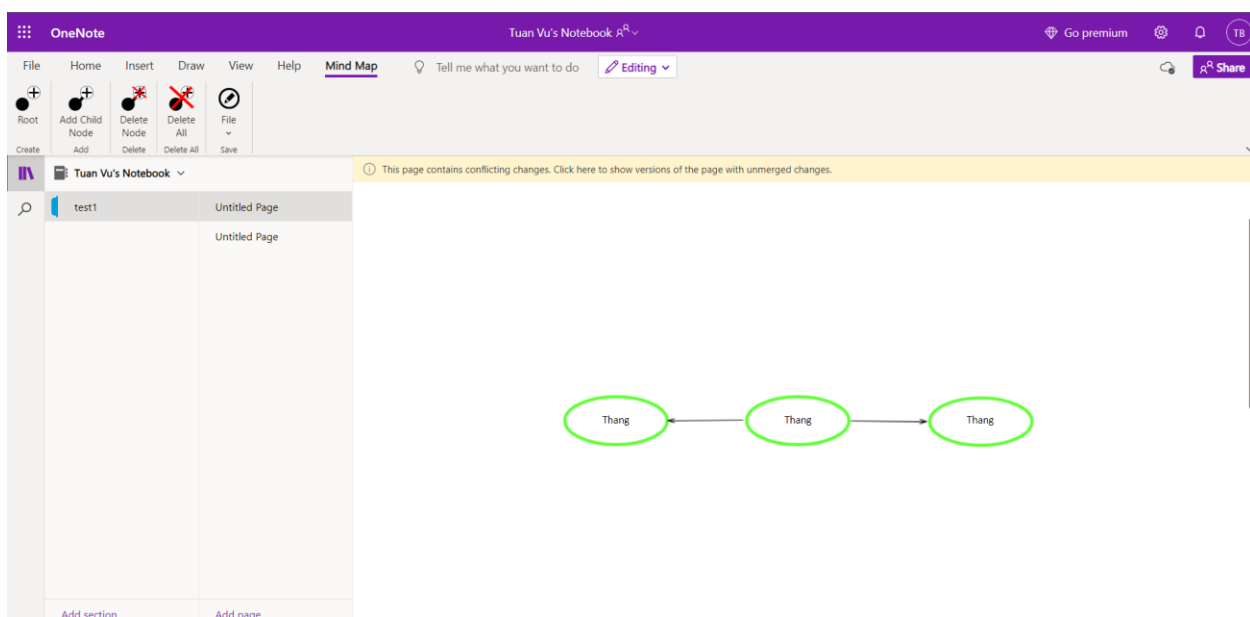 OneNote
Tuan Vu's Notebook
Go premium
TB
File Home Insert Draw View Help Mind Map Tell me what you want to do Editing Share
Root Add Child Node Delete Node Delete All File
Create Add Delete Delete All Save
Tuan Vu's Notebook
This page contains conflicting changes. Click here to show versions of the page with unmerged changes.
test1 Untitled Page
Untitled Page
Thang Thang Thang
Add section Add page